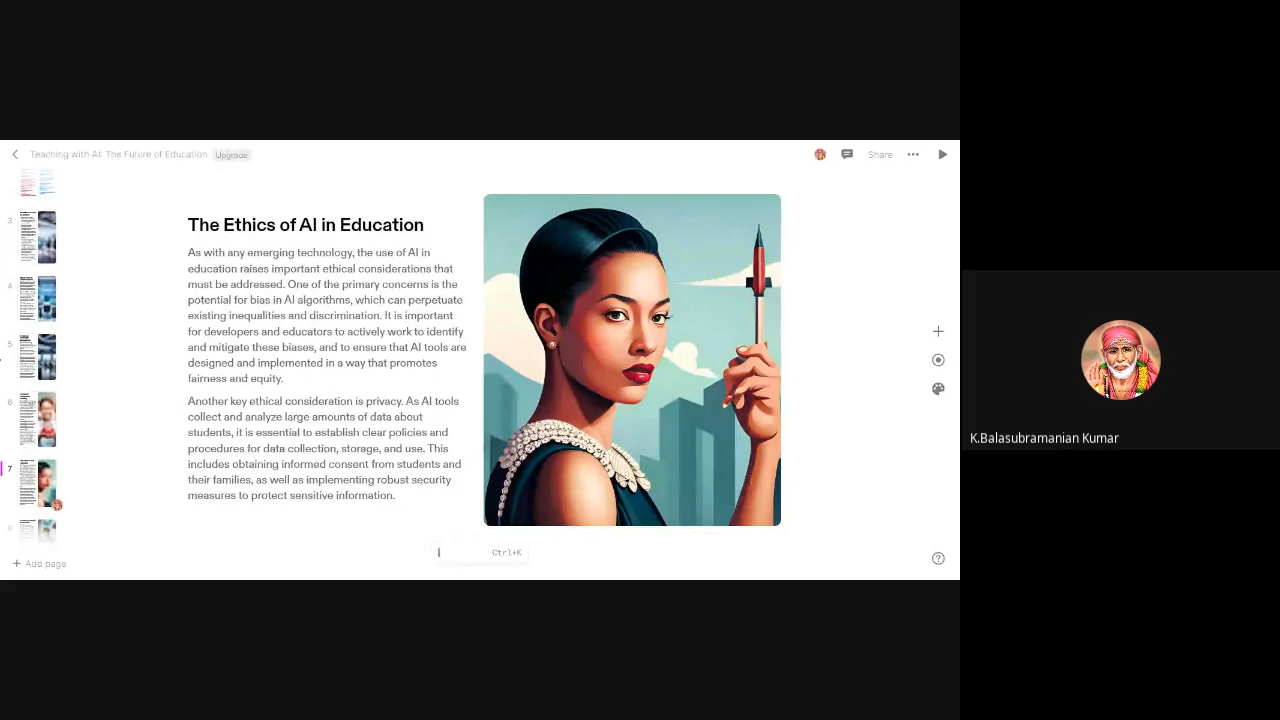 Teaching with AI: The Future of Education Upgrade
Share
The Ethics of AI in Education
As with any emerging technology, the use of AI in
education raises important ethical considerations that
must be addressed. One of the primary concerns is the
potential for bias in AI algorithms, which can perpetuate
existing inequalities and discrimination. It is important
for developers and educators to actively work to identify
and mitigate these biases, and to ensure that AI tools are
designed and implemented in a way that promotes
fairness and equity.
Another key ethical consideration is privacy. As AI tools
collect and analyze large amounts of data about
students, it is essential to establish clear policies and
procedures for data collection, storage, and use. This
includes obtaining informed consent from students and
their families, as well as implementing robust security
measures to protect sensitive information.
3
4
5
6
7
8
Add page
Ctrl+K
K.Balasubramanian Kumar